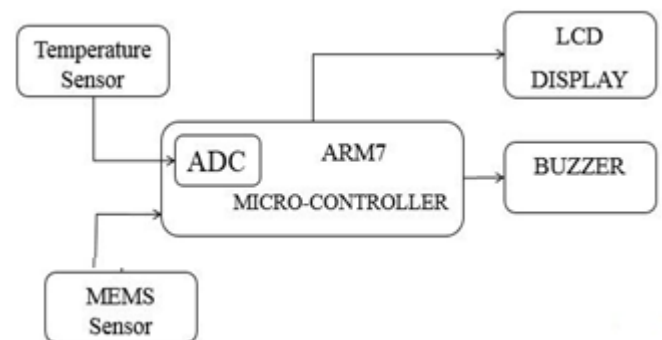 Temperature
Sensor
LCD
DISPLAY
ADC
ARM7
MICRO-CONTROLLER
BUZZER
MEMS
Sensor